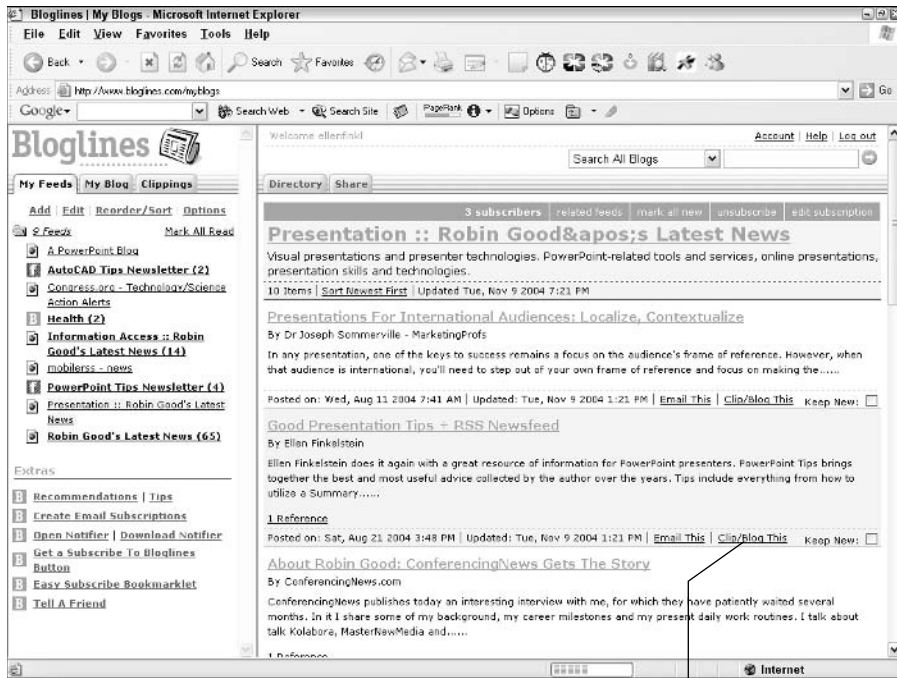 Bloglines | My Blogs - Microsoft Internet Explorer
File Edit View Favorites Tools Help
Back Search Favorites
Address http://www.bloglines.com/myblogs Go
Google Search Web Search Site PageRank Options
Bloglines
My Feeds My Blog Clippings
Add | Edit | Reorder/Sort Options
9 Feeds Mark All Read
A PowerPoint Blog
AutoCAD Tips Newsletter (2)
Congress.org - Technology/Science
Action Alerts
Health (2)
Information Access :: Robin
Good's Latest News (14)
mobilerss - news
PowerPoint Tips Newsletter (4)
Presentation :: Robin Good's Latest
News
Robin Good's Latest News (65)
Extras
Recommendations | Tips
Create Email Subscriptions
Open Notifier | Download Notifier
Get a Subscribe To Bloglines
Button
Easy Subscribe Bookmarklet
Tell A Friend
Welcome ellenfinkl
Account | Help | Log out
Search All Blogs
Directory Share
3 subscribers | related feeds | mark all new | unsubscribe | edit subscription
Presentation :: Robin Good&apos;s Latest News
Visual presentations and presenter technologies. PowerPoint-related tools and services, online presentations,
presentation skills and technologies.
10 Items | Sort Newest First | Updated Tue, Nov 9 2004 7:21 PM
Presentations For International Audiences: Localize, Contextualize
By Dr Joseph Sommerville - MarketingProfs
In any presentation, one of the keys to success remains a focus on the audience's frame of reference. However, when
that audience is international, you'll need to step out of your own frame of reference and focus on making the......
Posted on: Wed, Aug 11 2004 7:41 AM | Updated: Tue, Nov 9 2004 1:21 PM | Email This | Clip/Blog This Keep New:
Good Presentation Tips + RSS Newsfeed
By Ellen Finkelstein
Ellen Finkelstein does it again with a great resource of information for PowerPoint presenters. PowerPoint Tips brings
together the best and most useful advice collected by the author over the years. Tips include everything from how to
utilize a Summary......
1 Reference
Posted on: Sat, Aug 21 2004 3:48 PM | Updated: Tue, Nov 9 2004 1:21 PM | Email This | Clip/Blog This Keep New:
About Robin Good: ConferencingNews Gets The Story
By ConferencingNews.com
ConferencingNews publishes today an interesting interview with me, for which they have patiently waited several
months. In it I share some of my background, my career milestones and my present daily work routines. I talk about
talk Kolabora, MasterNewMedia and......
1 Reference
Internet